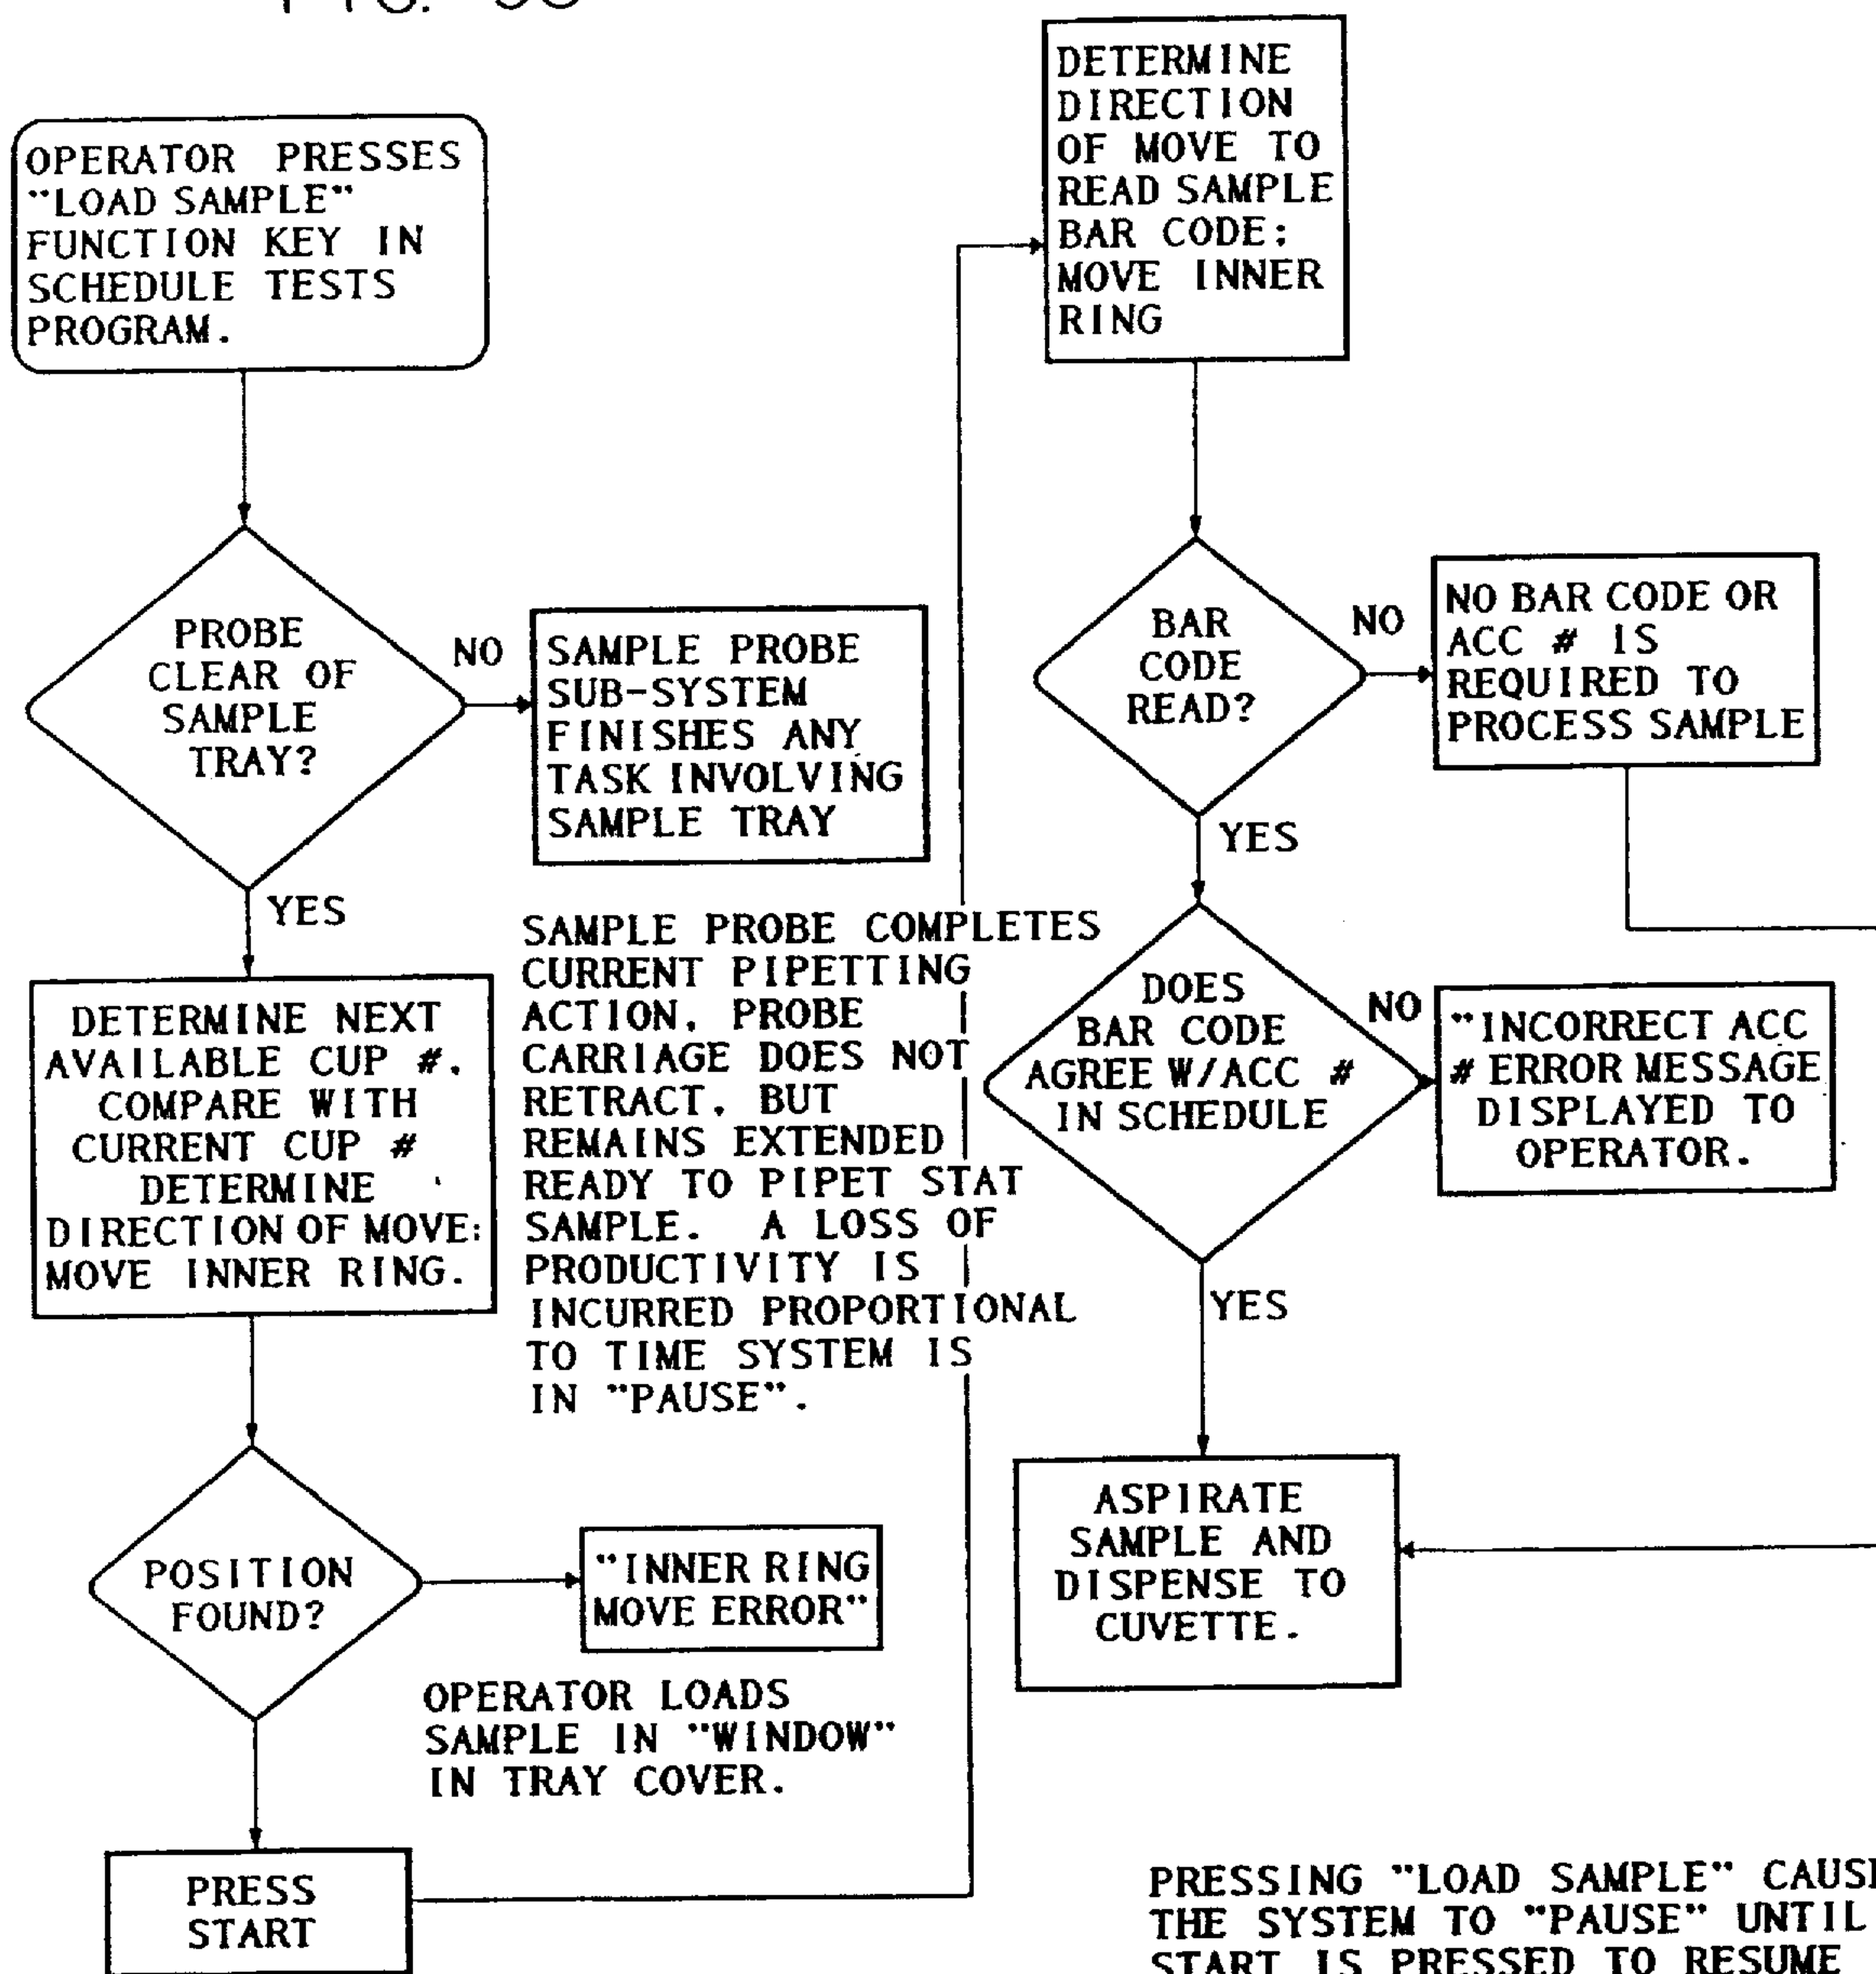 OPERATOR PRESSES
"LOAD SAMPLE"
FUNCTION KEY IN
SCHEDULE TESTS
PROGRAM.
PROBE
CLEAR OF
SAMPLE
TRAY?
NO
SAMPLE PROBE
SUB-SYSTEM
FINISHES ANY
TASK INVOLVING
SAMPLE TRAY
YES
DETERMINE NEXT
AVAILABLE CUP #.
COMPARE WITH
CURRENT CUP #
DETERMINE
DIRECTION OF MOVE:
MOVE INNER RING.
SAMPLE PROBE COMPLETES
CURRENT PIPETTING
ACTION. PROBE
CARRIAGE DOES NOT
RETRACT, BUT
REMAINS EXTENDED
READY TO PIPET STAT
SAMPLE. A LOSS OF
PRODUCTIVITY IS
INCURRED PROPORTIONAL
TO TIME SYSTEM IS
IN "PAUSE".
POSITION
FOUND?
"INNER RING
MOVE ERROR"
OPERATOR LOADS
SAMPLE IN "WINDOW"
IN TRAY COVER.
PRESS
START
DETERMINE
DIRECTION
OF MOVE TO
READ SAMPLE
BAR CODE;
MOVE INNER
RING
BAR
CODE
READ?
NO
NO BAR CODE OR
ACC # IS
REQUIRED TO
PROCESS SAMPLE
YES
DOES
BAR CODE
AGREE W/ACC #
IN SCHEDULE
NO
"INCORRECT ACC
# ERROR MESSAGE
DISPLAYED TO
OPERATOR.
YES
ASPIRATE
SAMPLE AND
DISPENSE TO
CUVETTE.
PRESSING "LOAD SAMPLE"
THE SYSTEM TO "PAUSE" UNTIL
START IS PRESSED TO RESUME